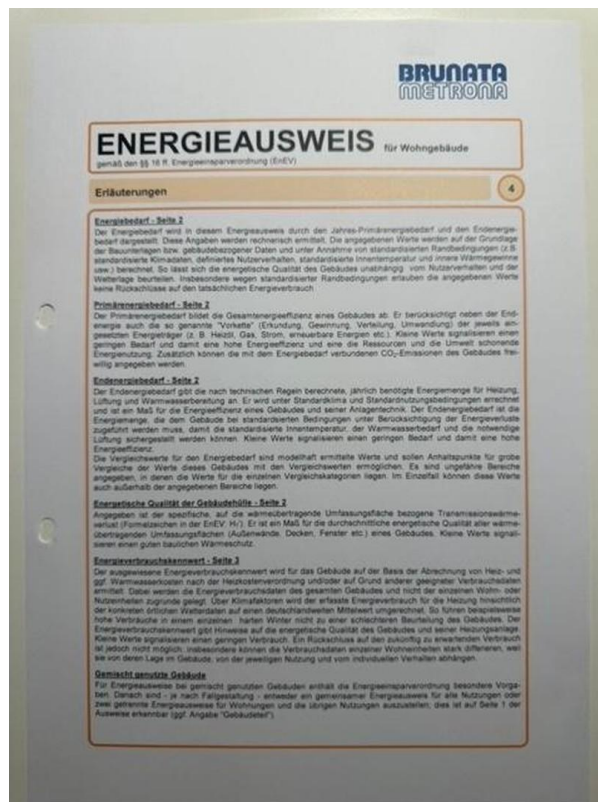 BRUNATA
METRONA
ENERGIEAUSWEIS für Wohngebäude
gemäß den §§ 16 ff. Energieeinsparverordnung (EnEV)
Erläuterungen 4
Energiebedarf - Seite 2
Der Energiebedarf wird in diesem Energieausweis durch den Jahres-Primärenergiebedarf und den Endenergie-
bedarf dargestellt. Diese Angaben werden rechnerisch ermittelt. Die angegebenen Werte werden auf der Grundlage
der Bauunterlagen bzw. gebäudebezogener Daten und unter Annahme von standardisierten Randbedingungen (z.B.
standardisierte Klimadaten, definiertes Nutzerverhalten, standardisierte Innentemperatur und innere Wärmegewinne
usw.) berechnet. So lässt sich die energetische Qualität des Gebäudes unabhängig vom Nutzerverhalten und der
Wetterlage beurteilen. Insbesondere wegen standardisierter Randbedingungen erlauben die angegebenen Werte
keine Rückschlüsse auf den tatsächlichen Energieverbrauch.
Primärenergiebedarf - Seite 2
Der Primärenergiebedarf bildet die Gesamtenergieeffizienz eines Gebäudes ab. Er berücksichtigt neben der End-
energie auch die so genannte "Vorkette" (Erkundung, Gewinnung, Verteilung, Umwandlung) der jeweils ein-
gesetzten Energieträger (z. B. Heizöl, Gas, Strom, erneuerbare Energien etc.). Kleine Werte signalisieren einen
geringen Bedarf und damit eine hohe Energieeffizienz und eine die Ressourcen und die Umwelt schonende
Energienutzung. Zusätzlich können die mit dem Energiebedarf verbundenen CO₂-Emissionen des Gebäudes frei-
willig angegeben werden.
Endenergiebedarf - Seite 2
Der Endenergiebedarf gibt die nach technischen Regeln berechnete, jährlich benötigte Energiemenge für Heizung,
Lüftung und Warmwasserbereitung an. Er wird unter Standardklima und Standardnutzungsbedingungen errechnet
und ist ein Maß für die Energieeffizienz eines Gebäudes und seiner Anlagentechnik. Der Endenergiebedarf ist die
Energiemenge, die dem Gebäude bei standardisierten Bedingungen unter Berücksichtigung der Energieverluste
zugeführt werden muss, damit die standardisierte Innentemperatur, der Warmwasserbedarf und die notwendige
Lüftung sichergestellt werden können. Kleine Werte signalisieren einen geringen Bedarf und damit eine hohe
Energieeffizienz.
Die Vergleichswerte für den Energiebedarf sind modellhaft ermittelte Werte und sollen Anhaltspunkte für grobe
Vergleiche der Werte dieses Gebäudes mit den Vergleichswerten ermöglichen. Es sind ungefähre Bereiche
angegeben, in denen die Werte für die einzelnen Vergleichskategorien liegen. Im Einzelfall können diese Werte
auch außerhalb der angegebenen Bereiche liegen.
Energetische Qualität der Gebäudehülle - Seite 2
Angegeben ist der spezifische, auf die wärmeübertragende Umfassungsfläche bezogene Transmissionswärme-
verlust (Formelzeichen in der EnEV: H). Er ist ein Maß für die durchschnittliche energetische Qualität aller wärme-
übertragenden Umfassungsflächen (Außenwände, Decken, Fenster etc.) eines Gebäudes. Kleine Werte signali-
sieren einen guten baulichen Wärmeschutz.
Energieverbrauchskennwert - Seite 3
Der ausgewiesene Energieverbrauchskennwert wird für das Gebäude auf der Basis der Abrechnung von Heiz- und
ggf. Warmwasserkosten nach der Heizkostenverordnung und/oder auf Grund anderer geeigneter Verbrauchsdaten
ermittelt. Dabei werden die Energieverbrauchsdaten des gesamten Gebäudes und nicht der einzelnen Wohn- oder
Nutzeinheiten zugrunde gelegt. Über Klimafaktoren wird der erfasste Energieverbrauch für die Heizung hinsichtlich
der konkreten örtlichen Wetterdaten auf einen deutschlandweiten Mittelwert umgerechnet. So führen beispielsweise
hohe Verbräuche in einem einzelnen harten Winter nicht zu einer schlechteren Beurteilung des Gebäudes. Der
Energieverbrauchskennwert gibt Hinweise auf die energetische Qualität des Gebäudes und seiner Heizungsanlage.
Kleine Werte signalisieren einen geringen Verbrauch. Ein Rückschluss auf den zukünftig zu erwartenden Verbrauch
ist jedoch nicht möglich, insbesondere können die Verbrauchsdaten einzelner Wohneinheiten stark differieren, weil
sie von deren Lage im Gebäude, von der jeweiligen Nutzung und vom individuellen Verhalten abhängen.
Gemischt genutzte Gebäude
Für Energieausweise bei gemischt genutzten Gebäuden enthält die Energieeinsparverordnung besondere Vorga-
ben. Danach sind - je nach Fallgestaltung - entweder ein gemeinsamer Energieausweis für alle Nutzungen oder
zwei getrennte Energieausweise für Wohnungen und die übrigen Nutzungen auszustellen; dies ist auf Seite 1 der
Ausweise erkennbar (ggf. Angabe "Gebäudeteil").